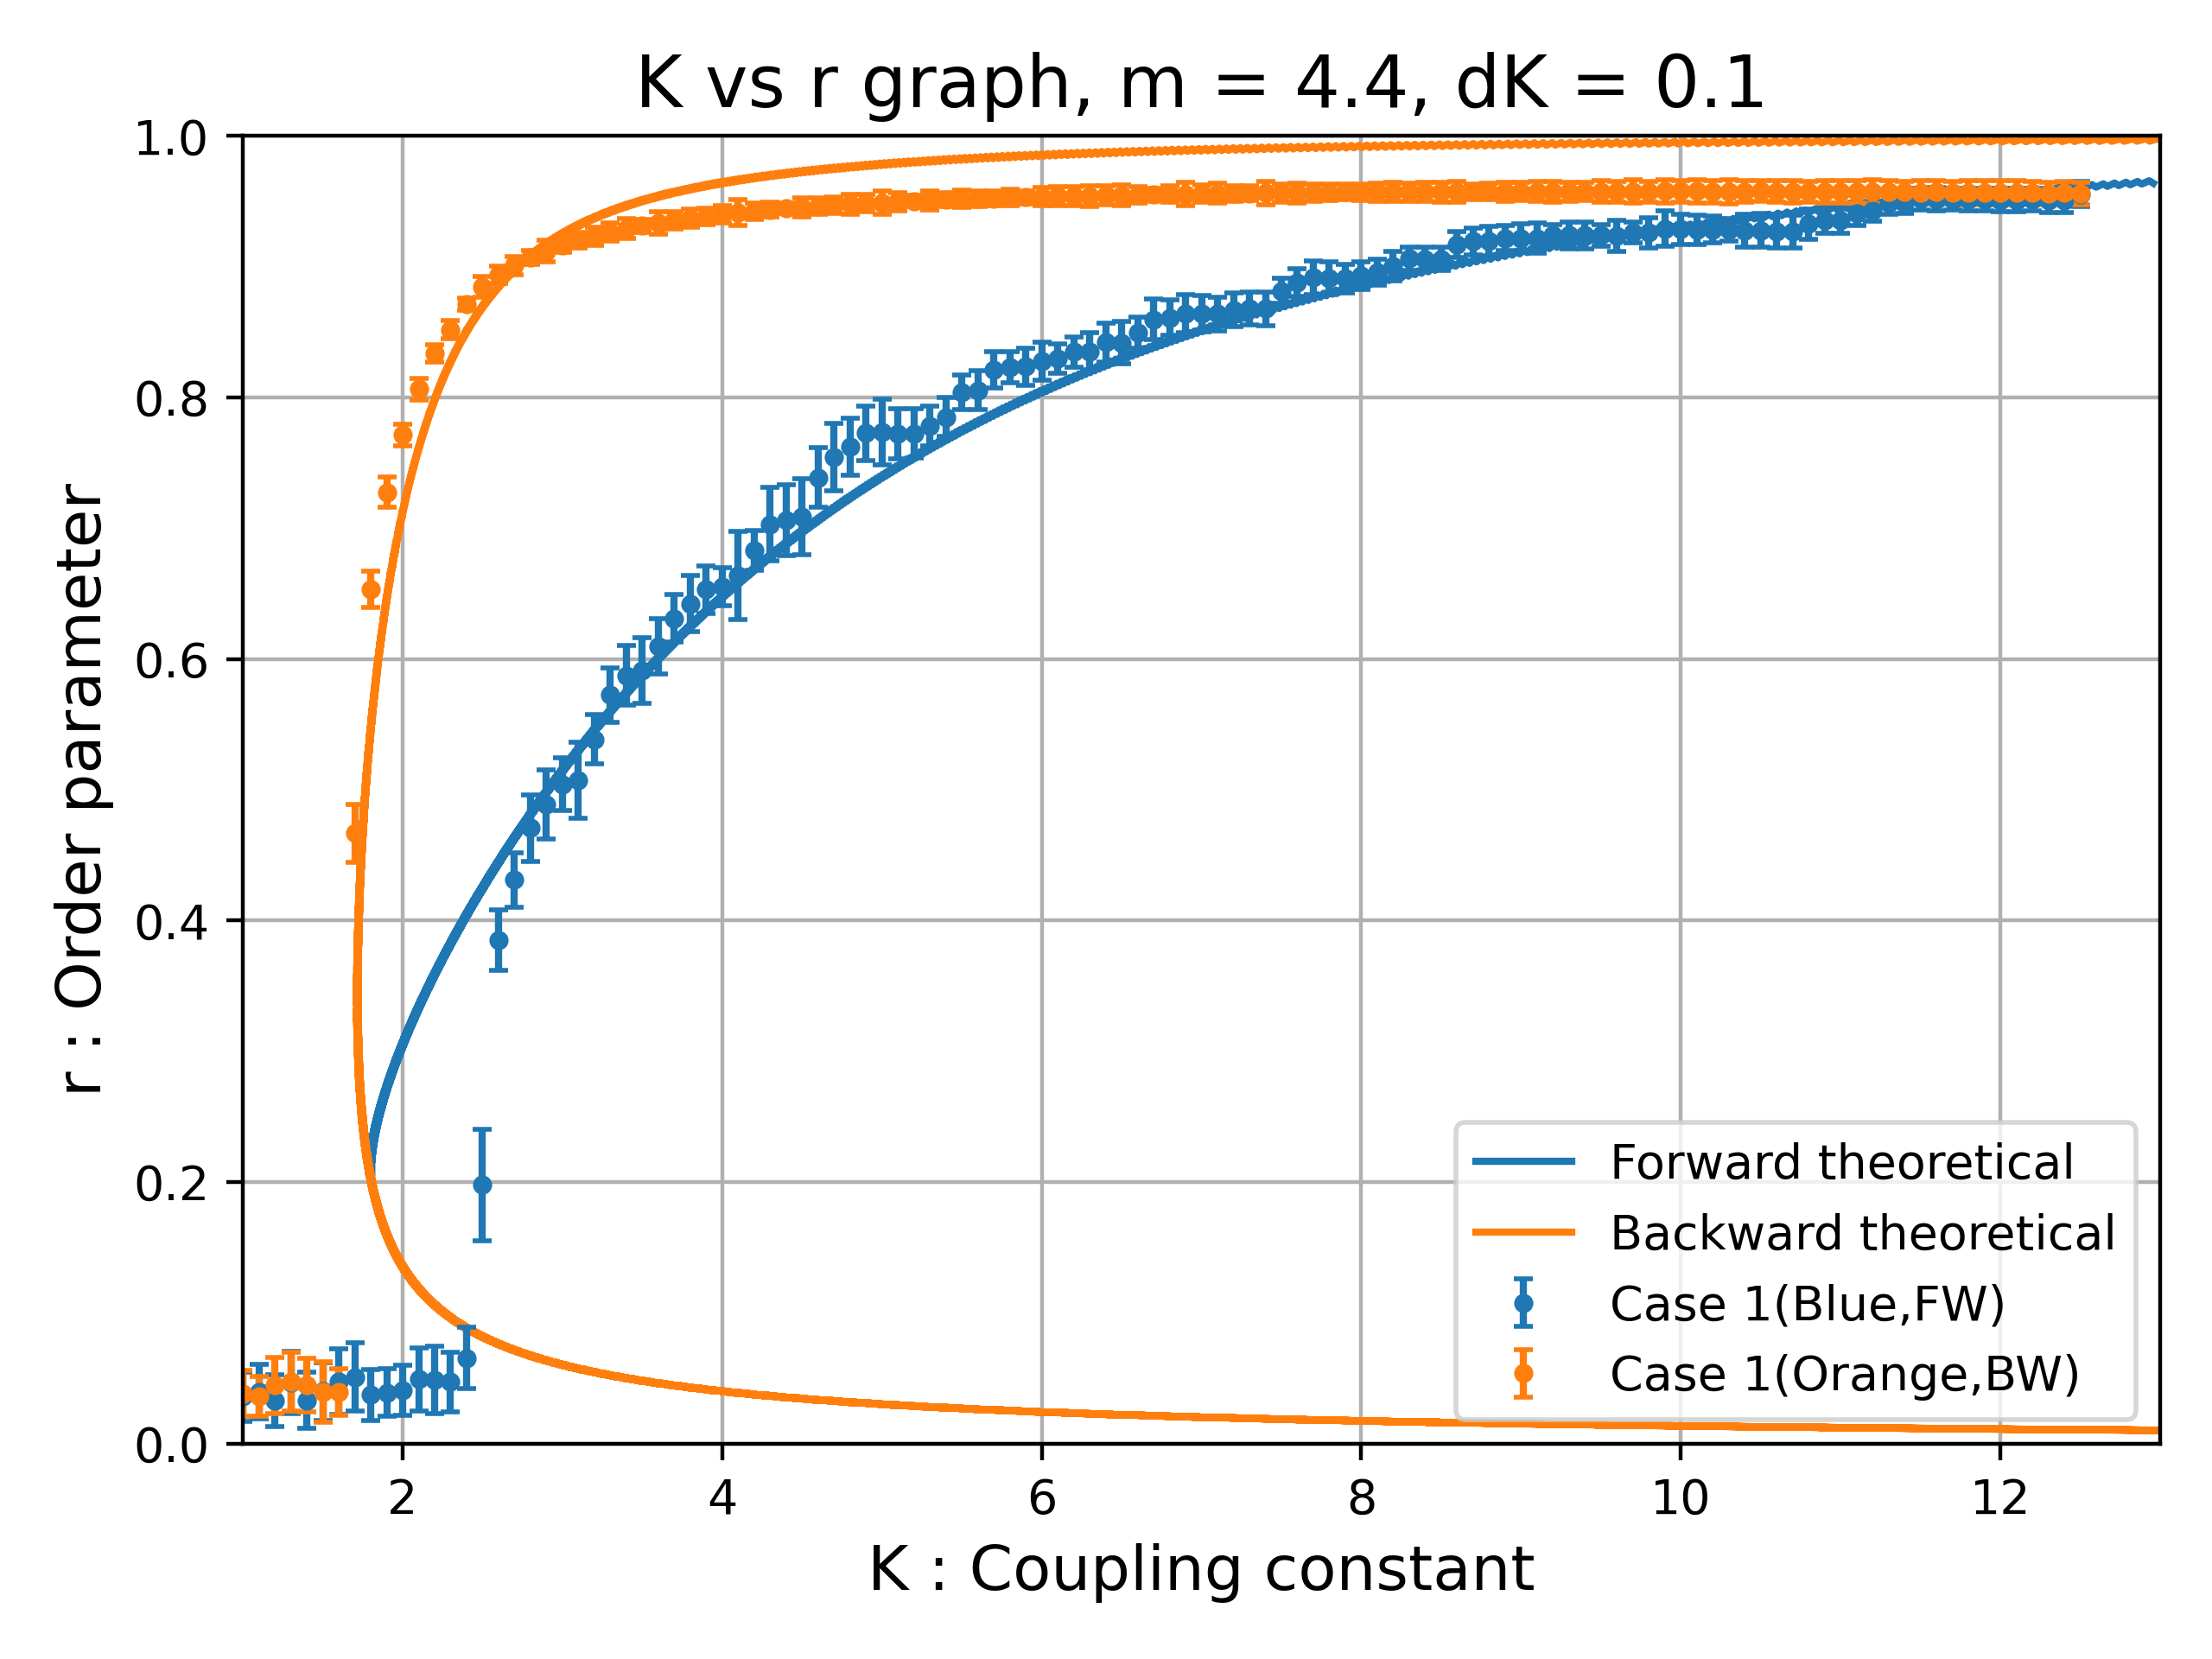 K vs r graph, m = 4.4, dK = 0.1
r : Order parameter
1.0
0.8
0.6
0.4
0.2
0.0
2 4 6 8 10 12
K : Coupling constant
Forward theoretical
Backward theoretical
Case 1(Blue,FW)
Case 1(Orange,BW)